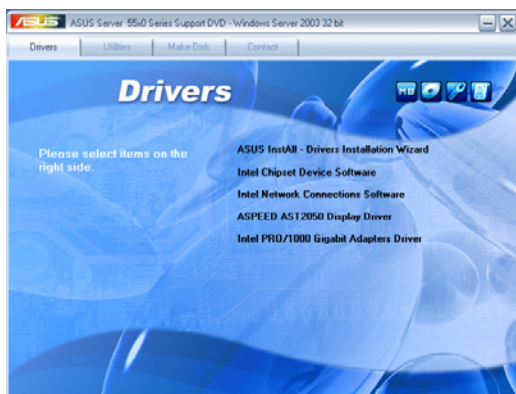 ASUS ASUS Server 55x0 Series Support DVD - Windows Server 2003 32 bit
Drivers Utilities Make Disk Contact
Drivers
MB
Please select items on the
right side.
ASUS InstAll - Drivers Installation Wizard
Intel Chipset Device Software
Intel Network Connections Software
ASPEED AST2050 Display Driver
Intel PRO/1000 Gigabit Adapters Driver